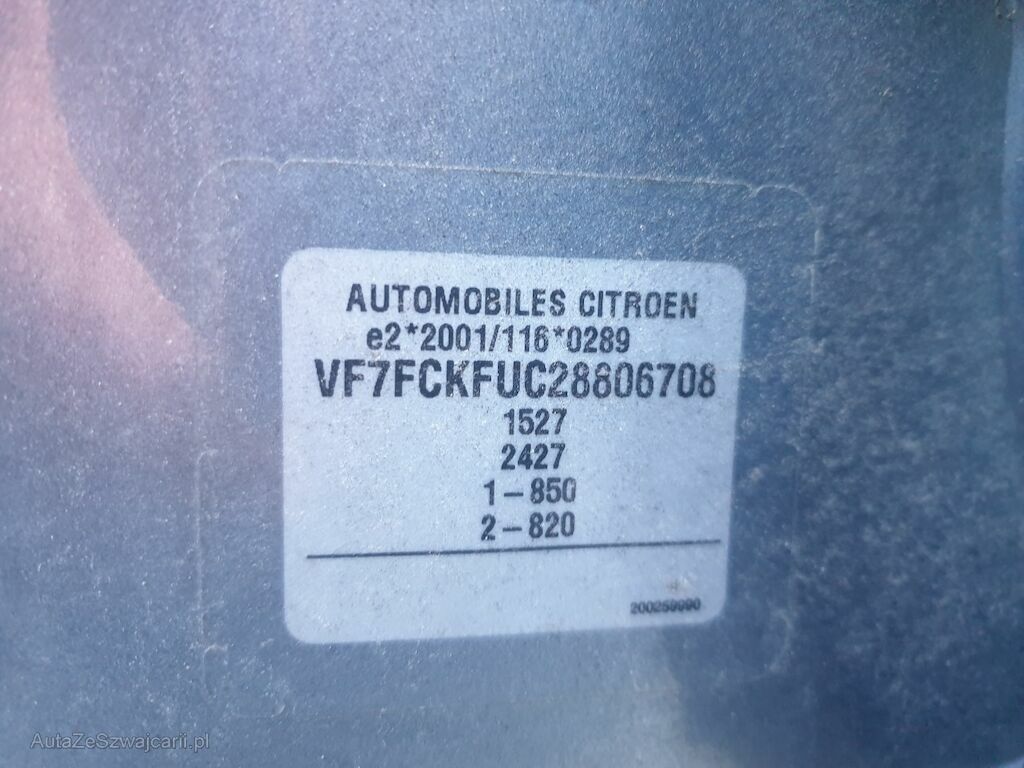 AUTOMOBILES CITROEN
e2*2001/116*0289
VF7FCKFUC28806708
1527
2427
1-850
2-820
200259990
AutaZeSzwajcarii.pl